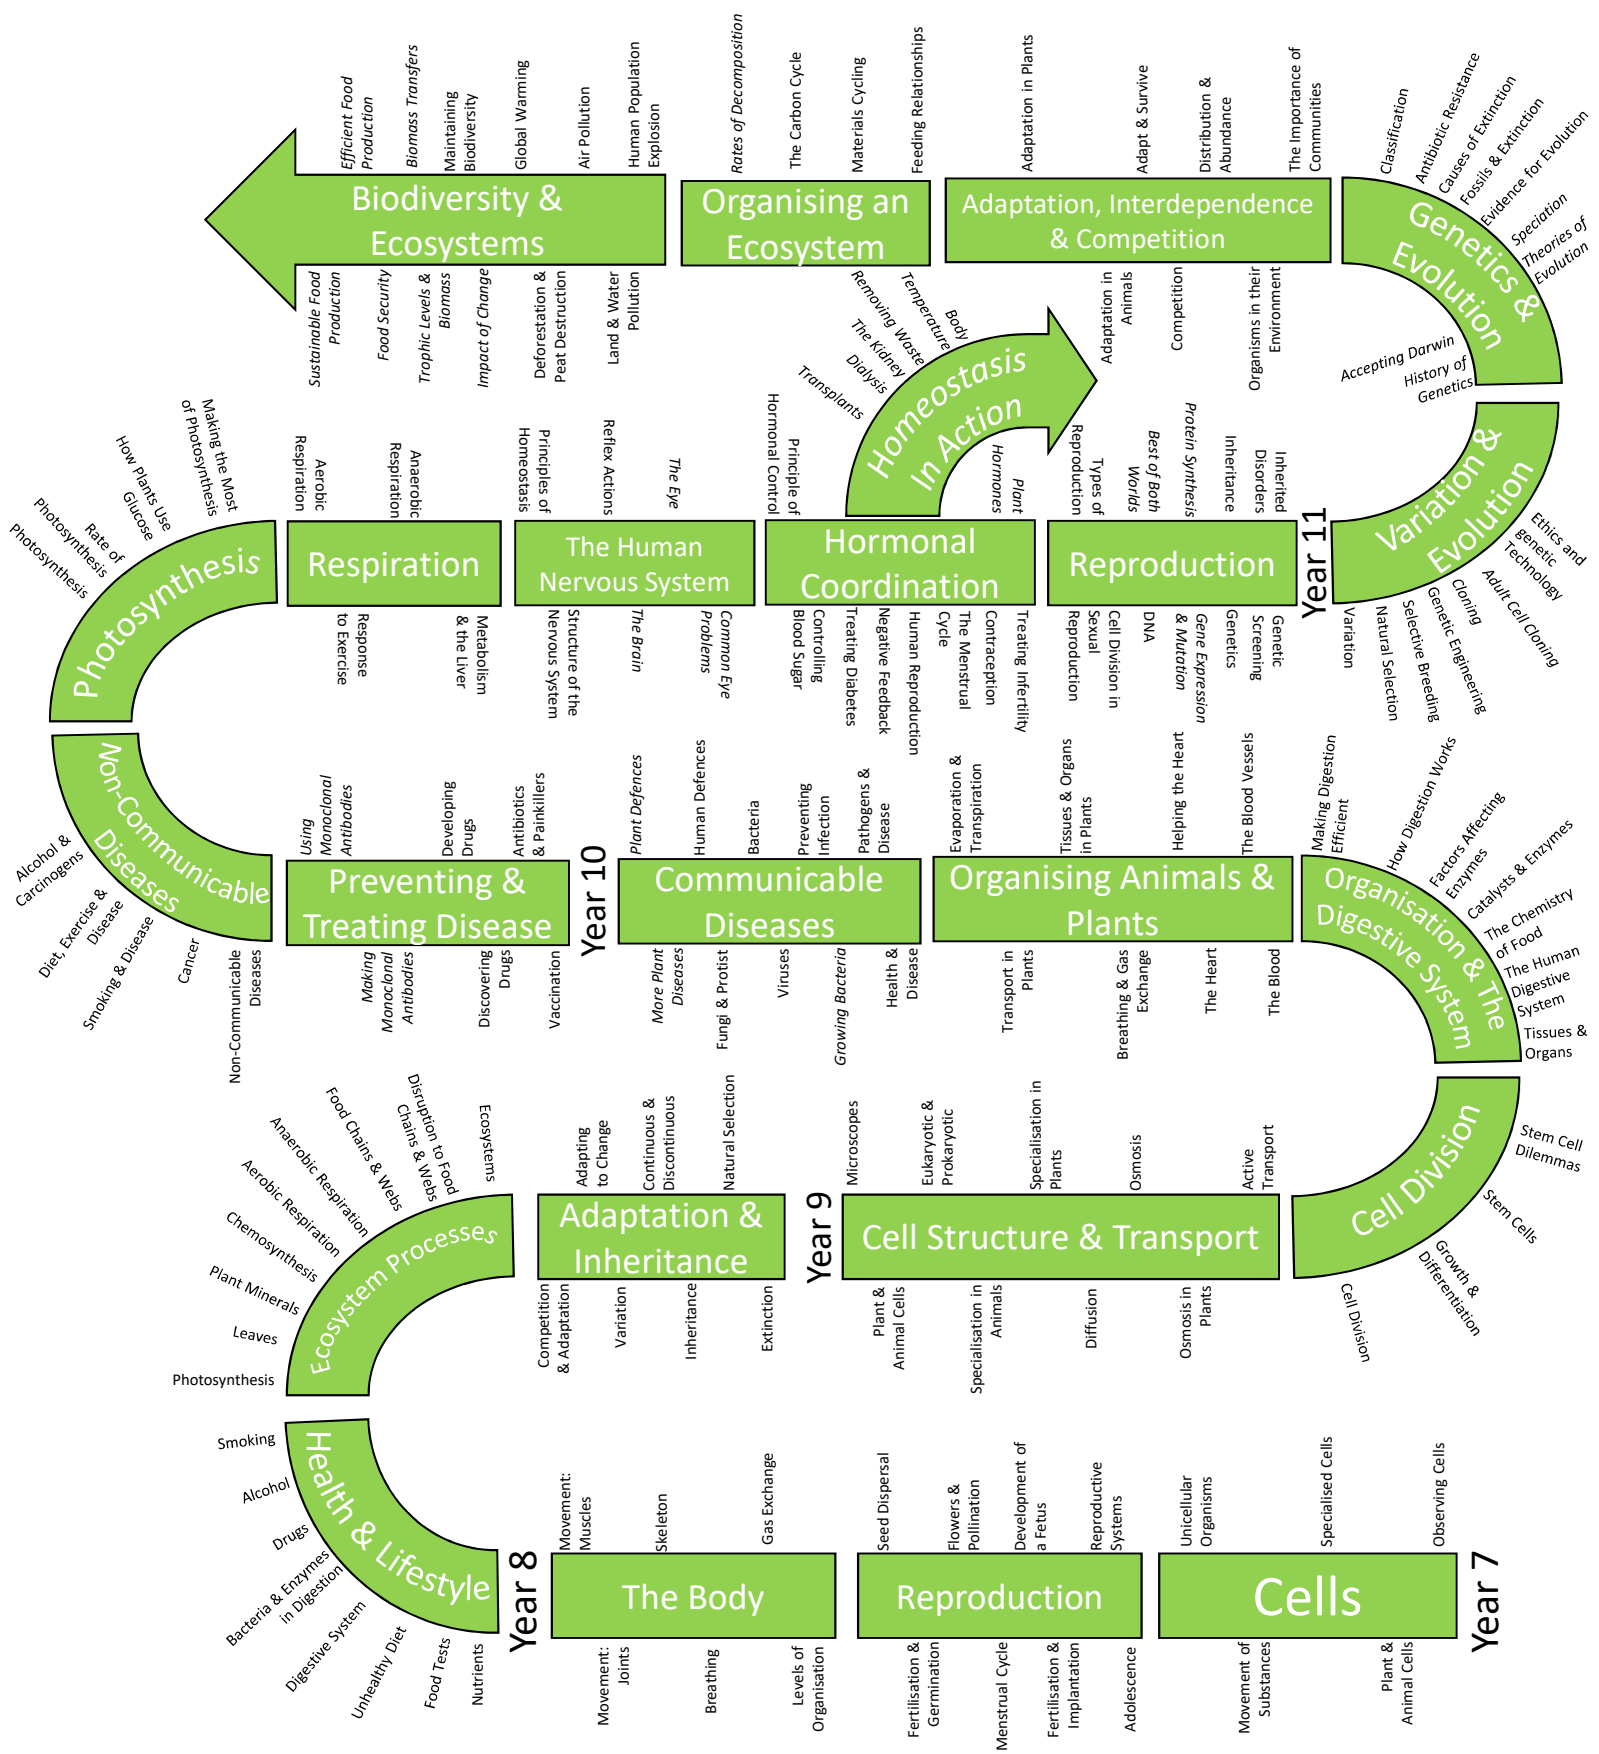 Efficient Food
Production
Biomass Transfers
Maintaining
Biodiversity
Global Warming
Air Pollution
Human Population
Explosion
Biodiversity &
Ecosystems
Sustainable Food
Production
Food Security
Trophic Levels &
Biomass
Impact of Change
Deforestation &
Peat Destruction
Land & Water
Pollution
Rates of Decomposition
The Carbon Cycle
Materials Cycling
Feeding Relationships
Organising an
Ecosystem
Adaptation in Plants
Adapt & Survive
Distribution &
Abundance
The Importance of
Communities
Adaptation, Interdependence
& Competition
Adaptation in
Animals
Competition
Organisms in their
Environment
Classification
Antibiotic Resistance
Causes of Extinction
Fossils & Extinction
Evidence for Evolution
Speciation
Theories of
Evolution
Genetics &
Evolution
Accepting Darwin
History of
Genetics
Body
Temperature
Removing Waste
The Kidney
Dialysis
Transplants
Homeostasis
In Action
Plant
Hormones
Making the Most
of Photosynthesis
How Plants Use
Glucose
Rate of
Photosynthesis
Photosynthesis
Photosynthesis
Aerobic
Respiration
Anaerobic
Respiration
Respiration
Response
to Exercise
Metabolism
& the Liver
Principles of
Homeostasis
Reflex Actions
The Eye
The Human
Nervous System
Structure of the
Nervous System
The Brain
Common Eye
Problems
Principle of
Hormonal Control
Hormonal
Coordination
Controlling
Blood Sugar
Treating Diabetes
Negative Feedback
Human Reproduction
The Menstrual
Cycle
Contraception
Treating Infertility
Types of
Reproduction
Best of Both
Worlds
Protein Synthesis
Inheritance
Inherited
Disorders
Reproduction
Cell Division in
Sexual
Reproduction
DNA
Gene Expression
& Mutation
Genetics
Genetic
Screening
Year 11
Variation &
Evolution
Variation
Natural Selection
Selective Breeding
Genetic Engineering
Cloning
Adult Cell Cloning
Ethics and
genetic
Technology
Non-Communicable
Diseases
Alcohol &
Carcinogens
Diet, Exercise &
Disease
Smoking & Disease
Cancer
Non-Communicable
Diseases
Using
Monoclonal
Antibodies
Developing
Drugs
Antibiotics
& Painkillers
Preventing &
Treating Disease
Making
Monoclonal
Antibodies
Discovering
Drugs
Vaccination
Year 10
Plant Defences
Human Defences
Bacteria
Preventing
Infection
Pathogens &
Disease
Communicable
Diseases
More Plant
Diseases
Fungi & Protist
Viruses
Growing Bacteria
Health &
Disease
Evaporation &
Transpiration
Tissues & Organs
in Plants
Helping the Heart
The Blood Vessels
Organising Animals &
Plants
Transport in
Plants
Breathing & Gas
Exchange
The Heart
The Blood
Making Digestion
Efficient
How Digestion Works
Factors Affecting
Enzymes
Catalysts & Enzymes
The Chemistry
of Food
The Human
Digestive
System
Tissues &
Organs
Organisation & The
Digestive System
Ecosystems
Disruption to Food
Chains & Webs
Food Chains & Webs
Anaerobic Respiration
Aerobic Respiration
Chemosynthesis
Plant Minerals
Leaves
Photosynthesis
Ecosystem Processes
Adapting
to Change
Continuous &
Discontinuous
Natural Selection
Adaptation &
Inheritance
Competition
& Adaptation
Variation
Inheritance
Extinction
Year 9
Microscopes
Eukaryotic &
Prokaryotic
Specialisation in
Plants
Osmosis
Active
Transport
Cell Structure & Transport
Plant &
Animal Cells
Specialisation in
Animals
Diffusion
Osmosis in
Plants
Cell Division
Stem Cell
Dilemmas
Stem Cells
Growth &
Differentiation
Cell Division
Smoking
Alcohol
Drugs
Bacteria & Enzymes
in Digestion
Digestive System
Unhealthy Diet
Food Tests
Nutrients
Health & Lifestyle
Year 8
Movement:
Muscles
Skeleton
Gas Exchange
The Body
Movement:
Joints
Breathing
Levels of
Organisation
Seed Dispersal
Flowers &
Pollination
Development of
a Fetus
Reproductive
Systems
Reproduction
Fertilisation &
Germination
Menstrual Cycle
Fertilisation &
Implantation
Adolescence
Unicellular
Organisms
Specialised Cells
Observing Cells
Cells
Movement of
Substances
Plant &
Animal Cells
Year 7